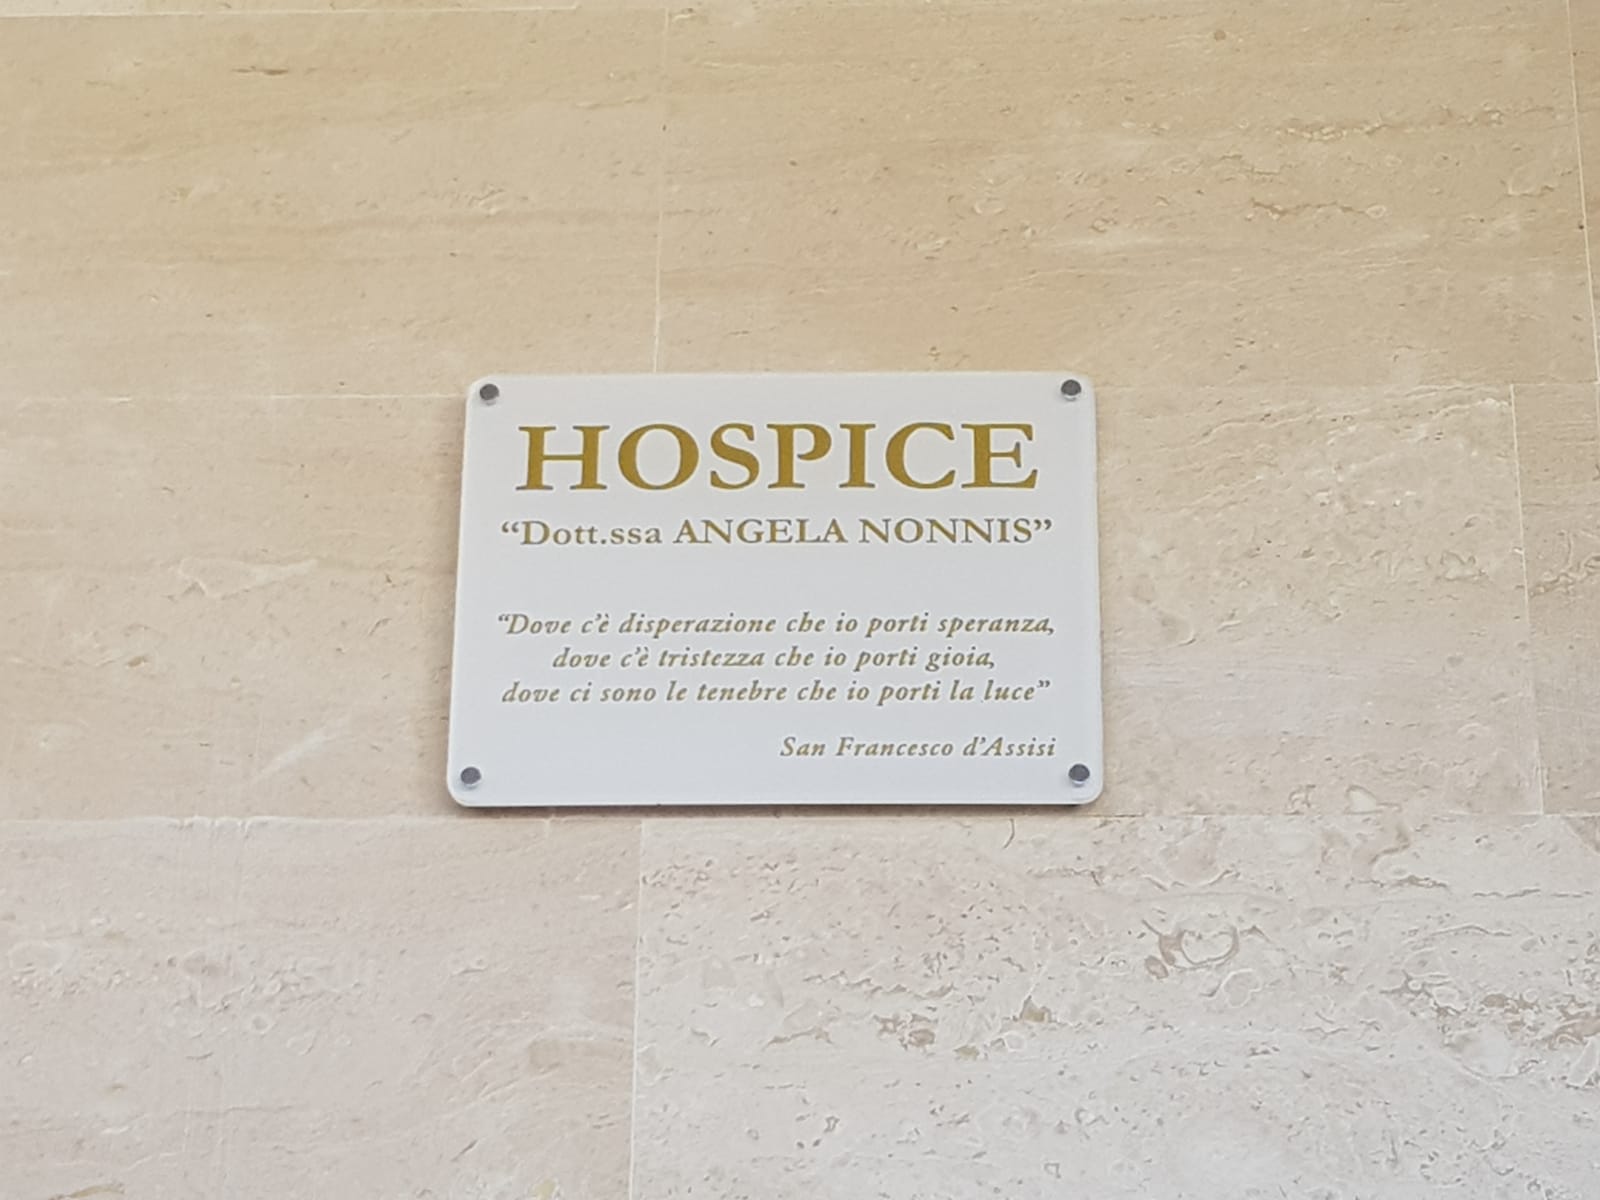 HOSPICE
“Dott.ssa ANGELA NONNIS”
“Dove c’è disperazione che io porti speranza,
dove c’è tristezza che io porti gioia,
dove ci sono le tenebre che io porti la luce”
San Francesco d’Assisi